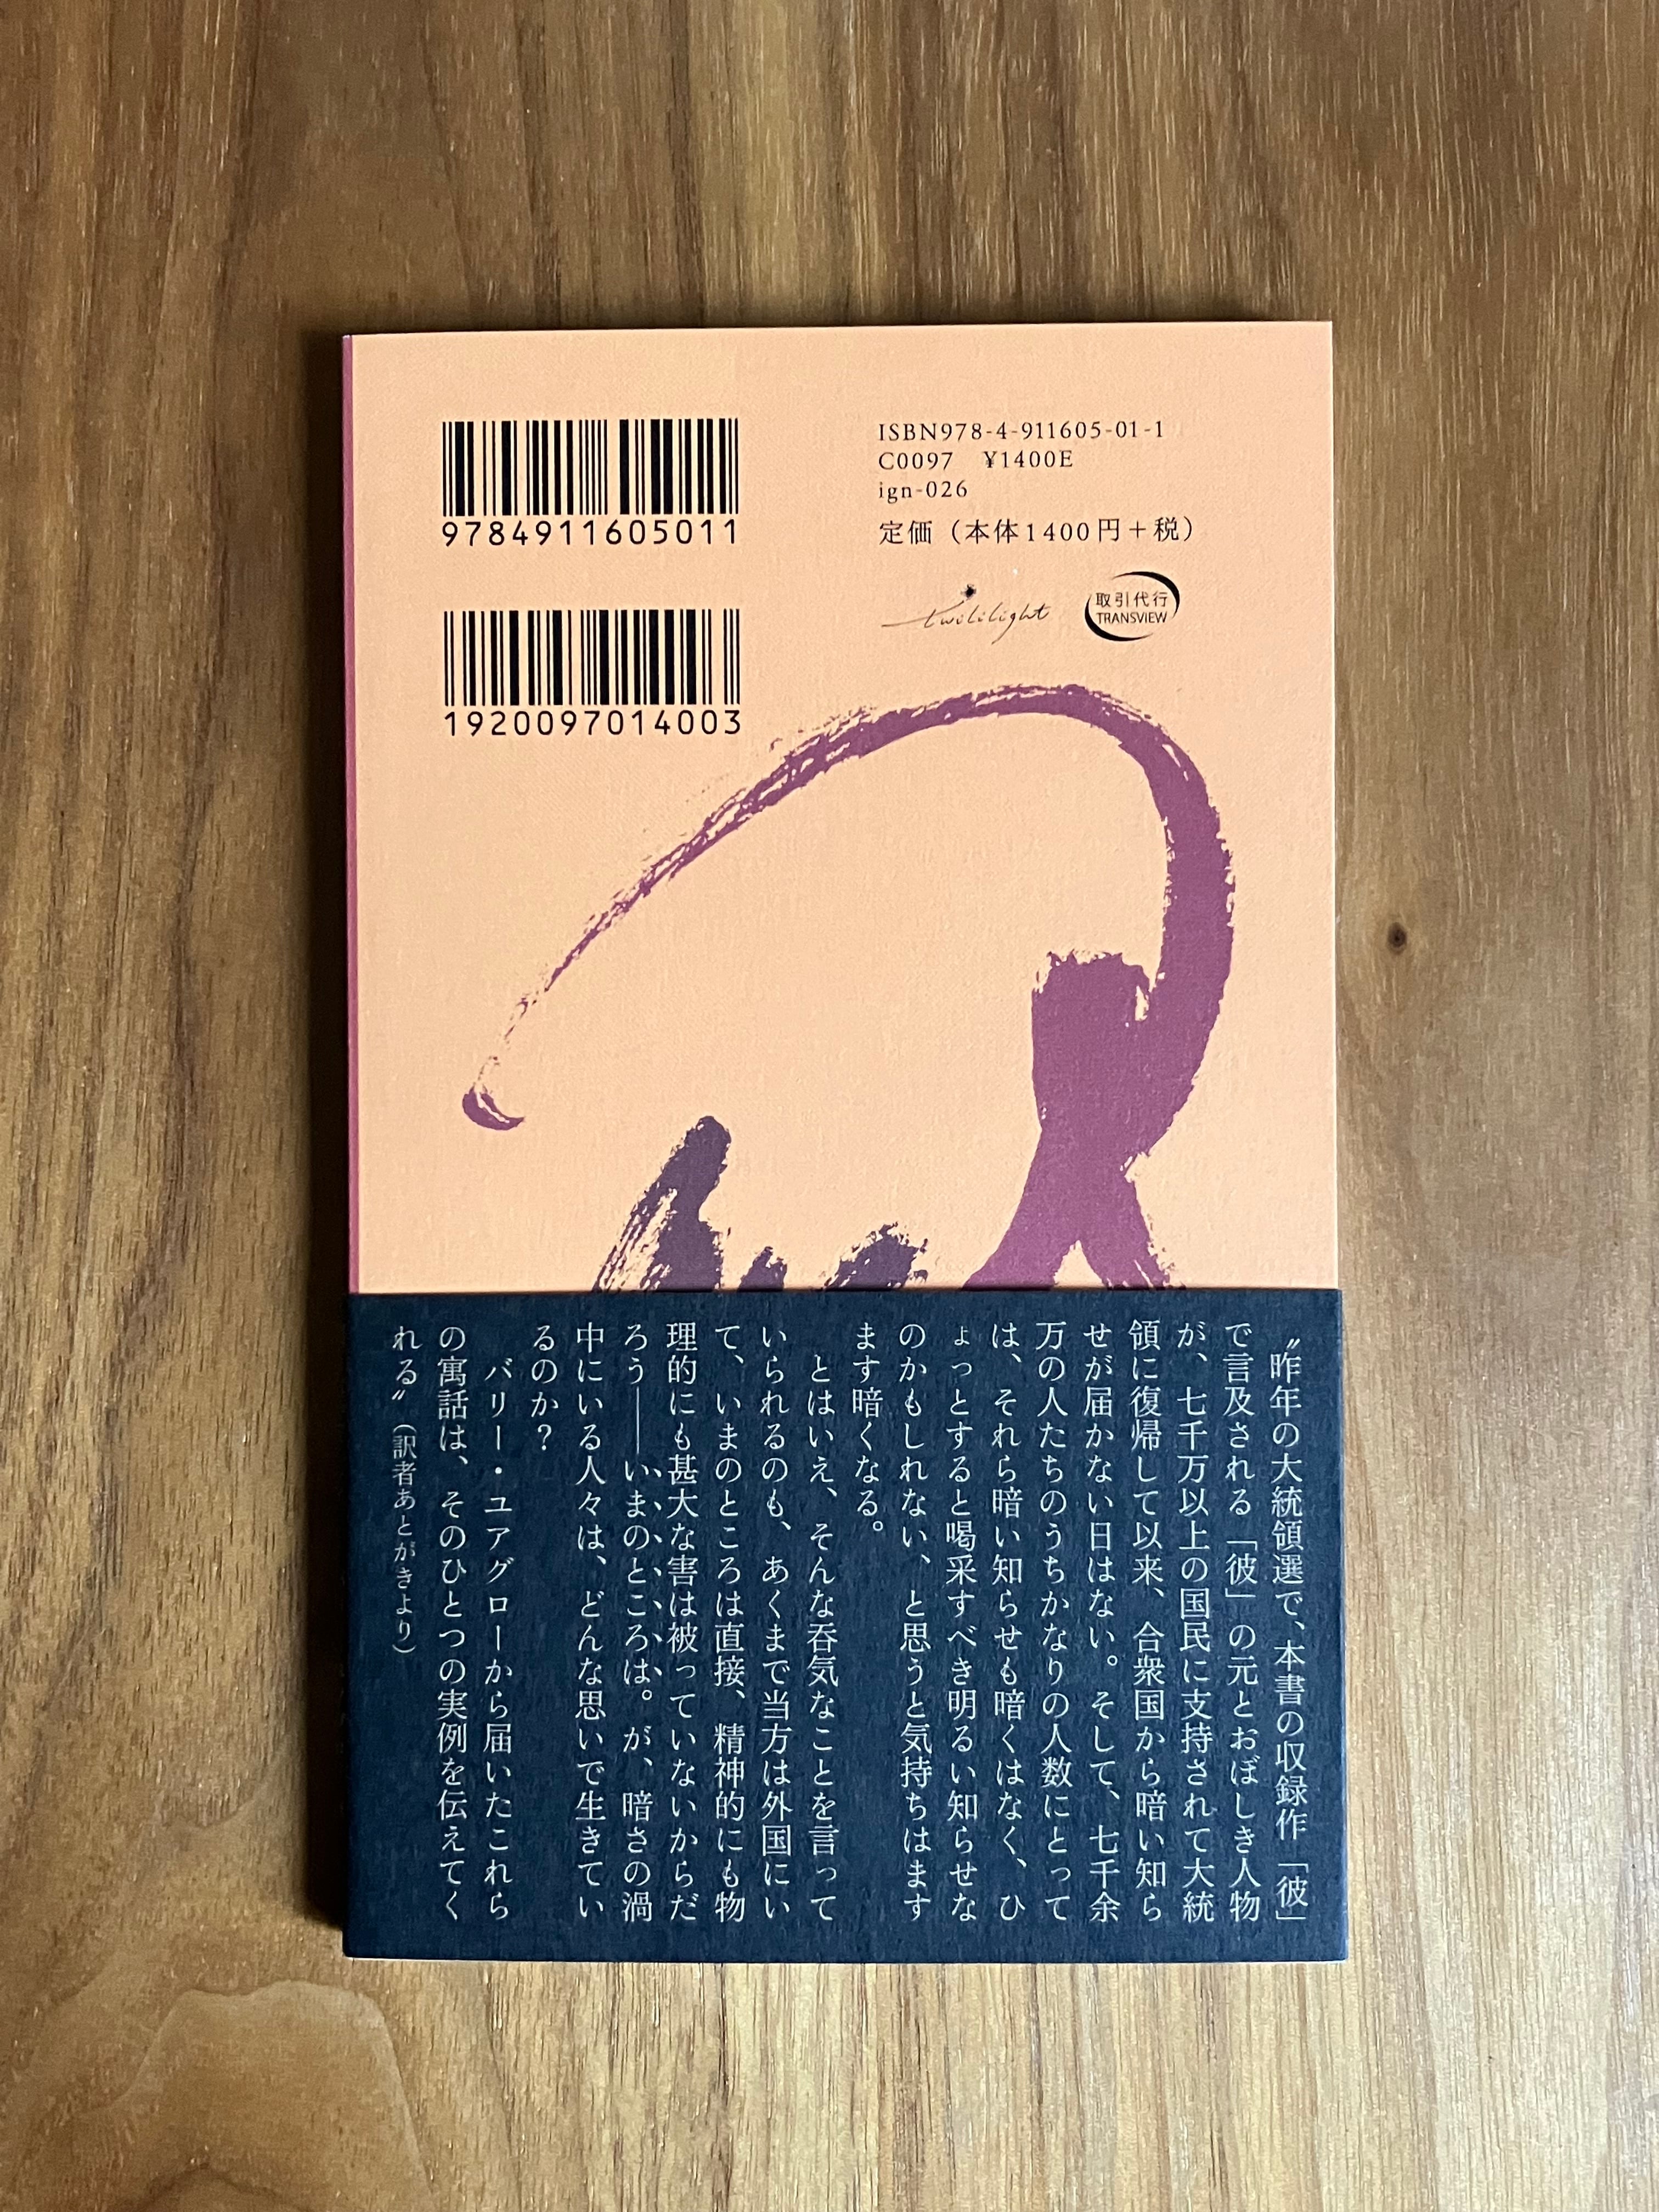 9784911605011
1920097014003
ISBN978-4-911605-01-1
C0097 ¥1400E
ign-026
定価（本体1400円＋税）
twililight
取引代行
TRANSVIEW
〝昨年の大統領選で、本書の収録作「彼」
で言及される「彼」の元とおぼしき人物
が、七千万以上の国民に支持されて大統
領に復帰して以来、合衆国から暗い知ら
せが届かない日はない。そして、七千余
万の人たちのうちかなりの人数にとって
は、それら暗い知らせも暗くはなく、ひ
ょっとすると喝采すべき明るい知らせな
のかもしれない、と思うと気持ちはます
ます暗くなる。
とはいえ、そんな呑気なことを言って
いられるのも、あくまで当方は外国にい
て、いまのところは直接、精神的にも物
理的にも甚大な害は被っていないからだ
ろう――いまのところは。が、暗さの渦
中にいる人々は、どんな思いで生きてい
るのか？
バリー・ユアグローから届いたこれら
の寓話は、そのひとつの実例を伝えてく
れる〟（訳者あとがきより）